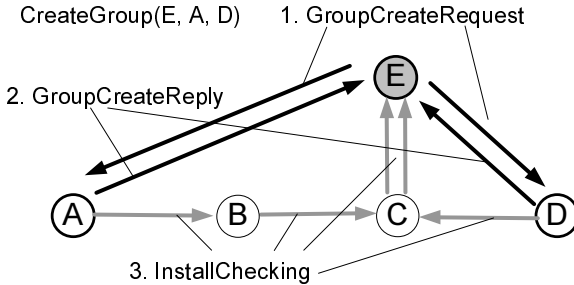 CreateGroup(E, A, D)
1. GroupCreateRequest
E
2. GroupCreateReply
A
B
C
D
3. InstallChecking